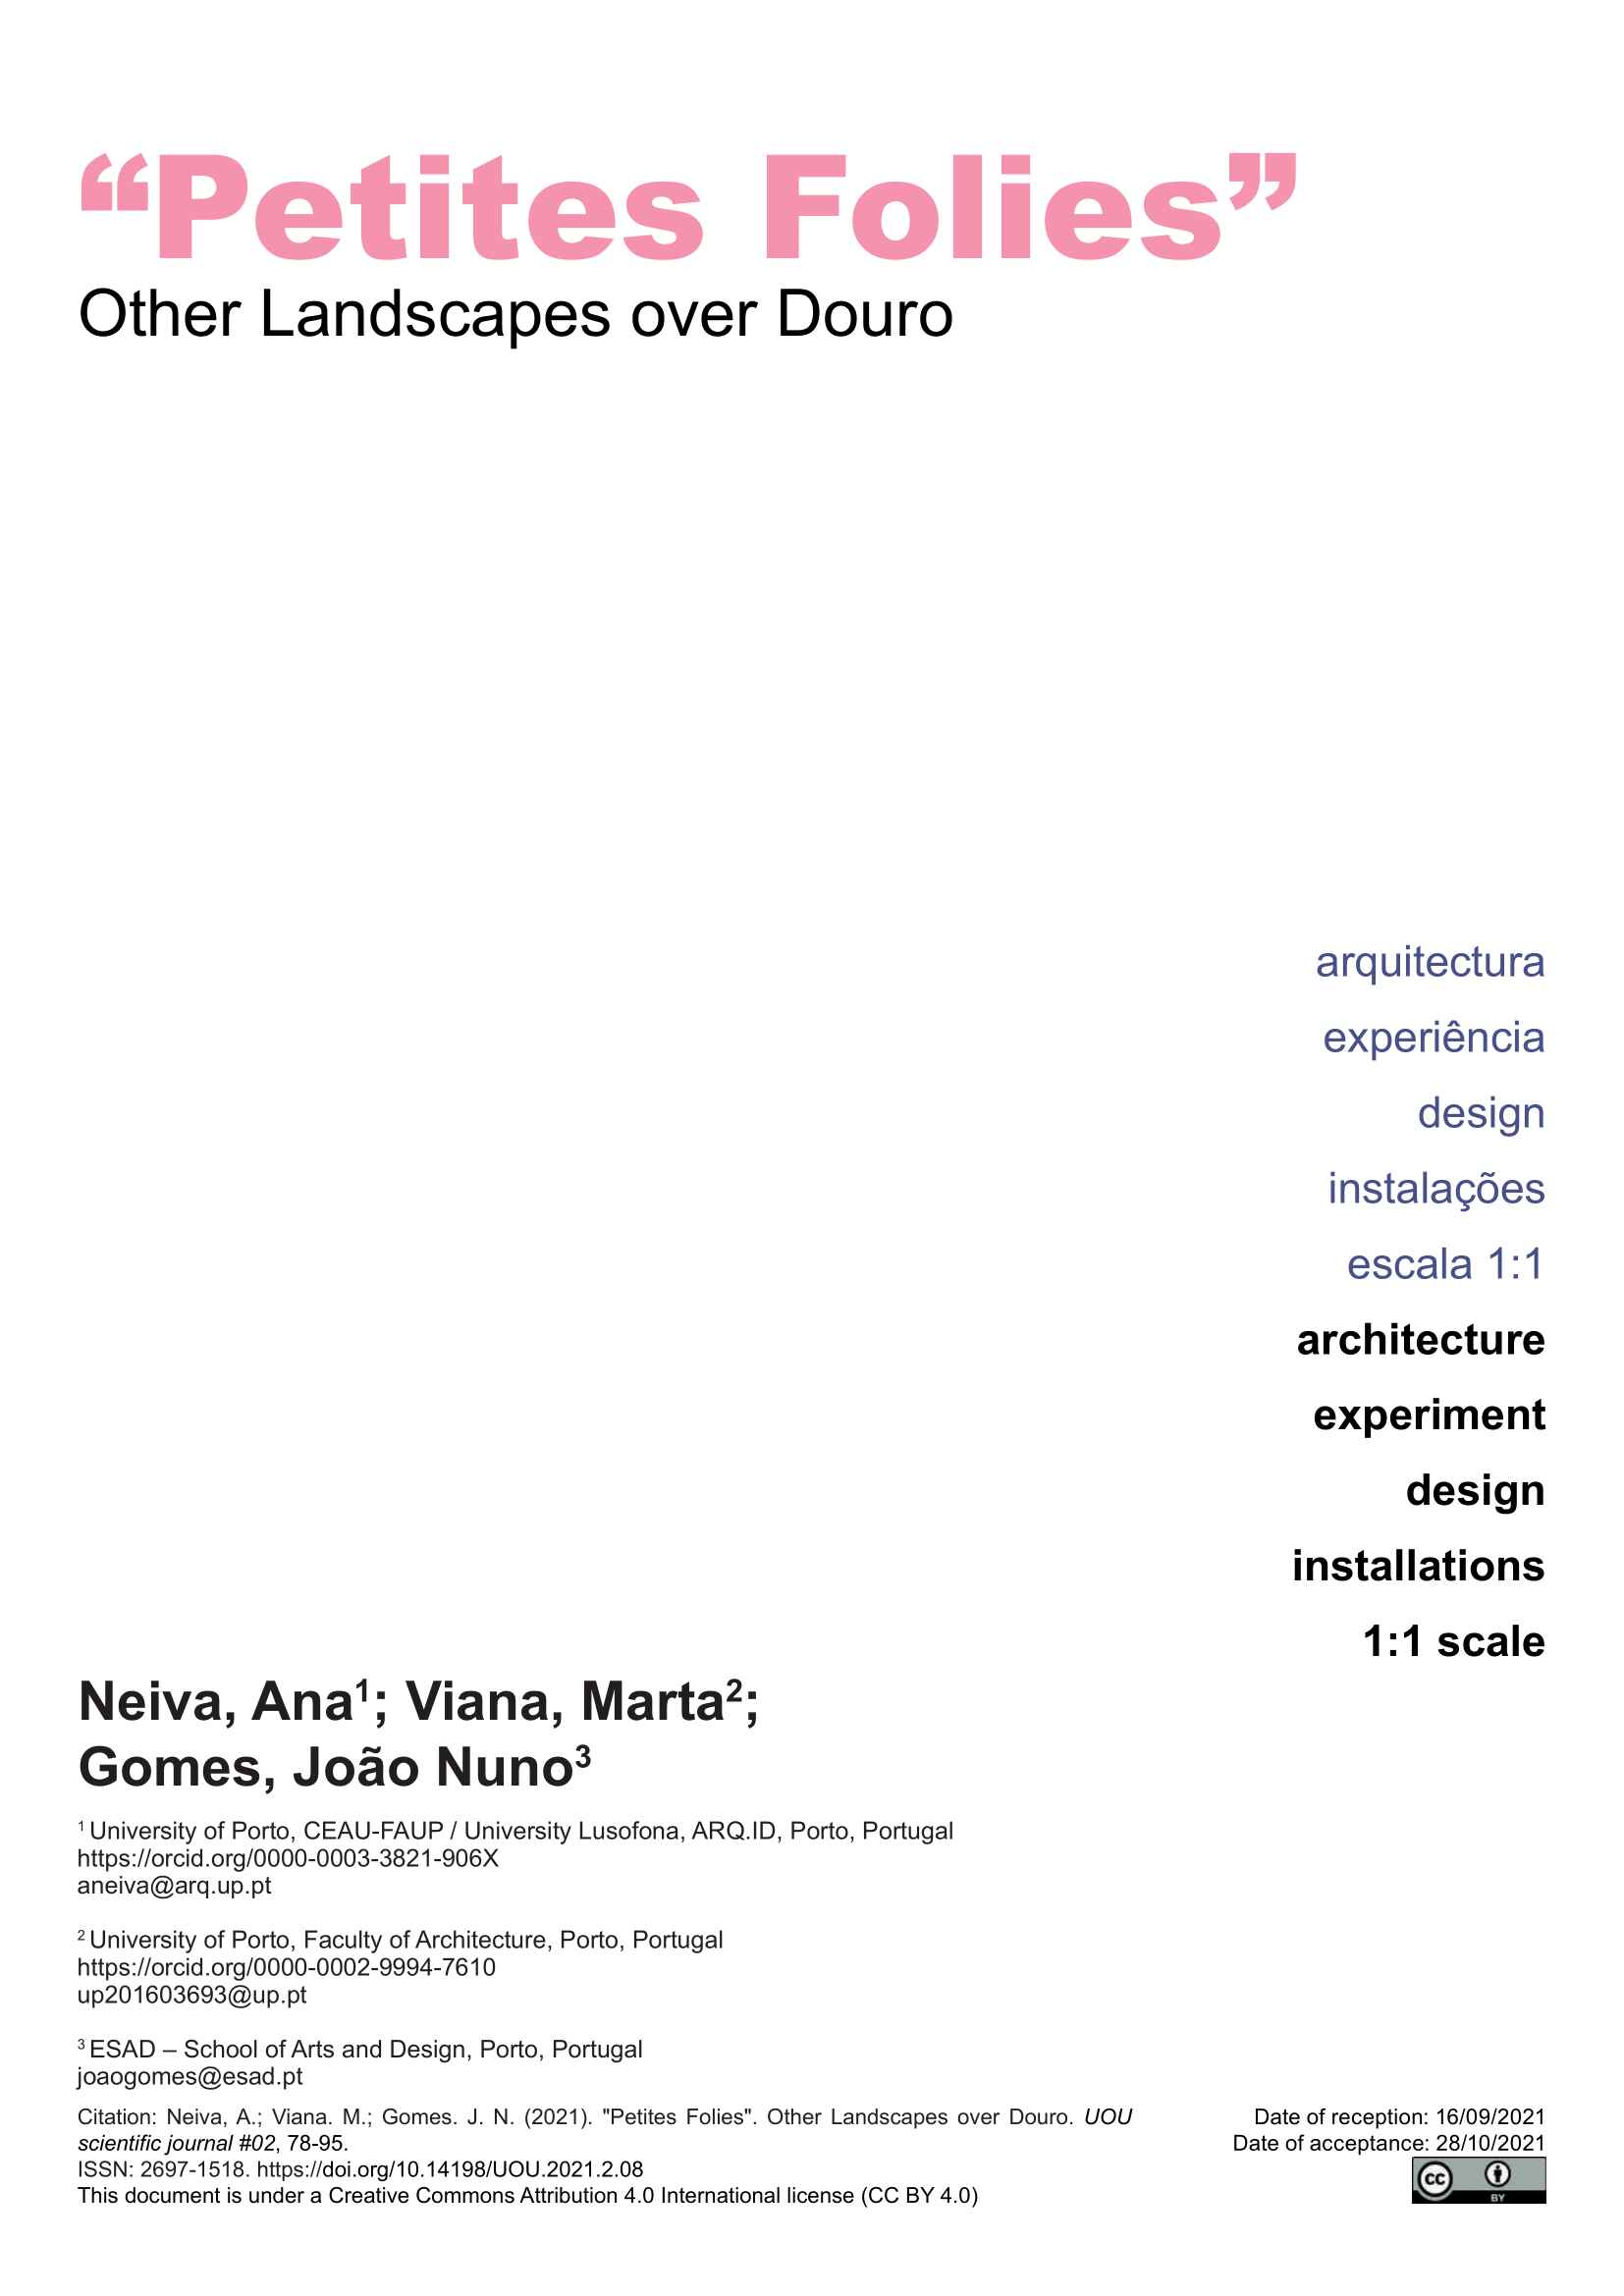 “Petites Folies”
Other Landscapes over Douro
arquitectura
experiência
design
instalações
escala 1:1
architecture
experiment
design
installations
1:1 scale
Neiva, Ana¹; Viana, Marta²;
Gomes, João Nuno³
¹ University of Porto, CEAU-FAUP / University Lusofona, ARQ.ID, Porto, Portugal
https://orcid.org/0000-0003-3821-906X
aneiva@arq.up.pt
² University of Porto, Faculty of Architecture, Porto, Portugal
https://orcid.org/0000-0002-9994-7610
up201603693@up.pt
³ ESAD – School of Arts and Design, Porto, Portugal
joaogomes@esad.pt
Citation: Neiva, A.; Viana. M.; Gomes. J. N. (2021). "Petites Folies". Other Landscapes over Douro. UOU
scientific journal #02, 78-95.
ISSN: 2697-1518. https://doi.org/10.14198/UOU.2021.2.08
This document is under a Creative Commons Attribution 4.0 International license (CC BY 4.0)
Date of reception: 16/09/2021
Date of acceptance: 28/10/2021
cc
BY